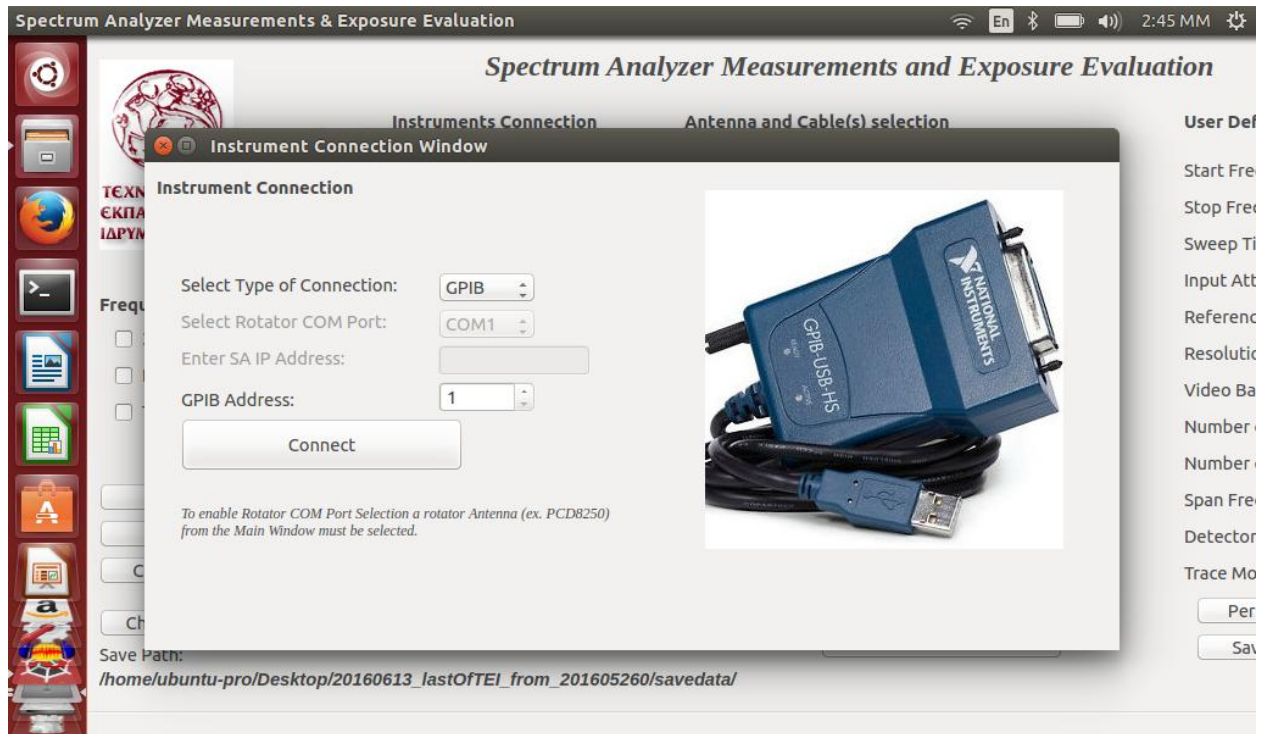 Spectrum Analyzer Measurements & Exposure Evaluation
En
2:45 ΜΜ
Spectrum Analyzer Measurements and Exposure Evaluation
Instruments Connection
Antenna and Cable(s) selection
User Def
Instrument Connection Window
Instrument Connection
ΤΕΧΝ
ΕΚΠΑ
ΙΔΡΥΜ
Select Type of Connection:
GPIB
Select Rotator COM Port:
COM1
Enter SA IP Address:
GPIB Address:
1
Connect
To enable Rotator COM Port Selection a rotator Antenna (ex. PCD8250)
from the Main Window must be selected.
NATIONAL
INSTRUMENTS
GPIB-USB-HS
READY
ACTIVE
Frequ
Start Fre
Stop Fre
Sweep Ti
Input Att
Referenc
Resolutio
Video Ba
Number
Number
Span Fre
Detector
Trace Mo
Per
Sav
C
Ch
Save Path:
/home/ubuntu-pro/Desktop/20160613_lastOfTEI_from_201605260/savedata/